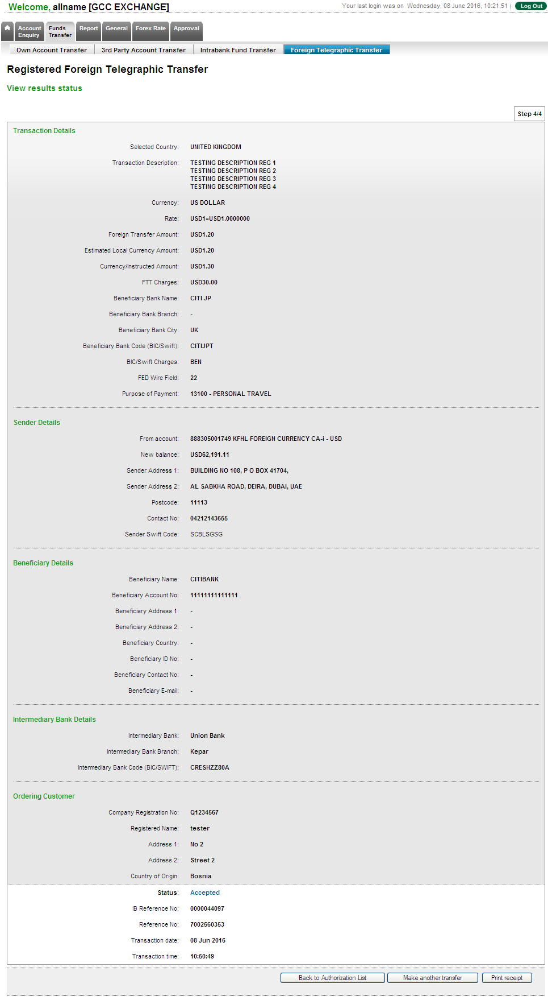 Welcome, allname [GCC EXCHANGE]
Your last login was on Wednesday, 08 June 2016, 10:21:51
Log Out
Account Enquiry
Funds Transfer
Report
General
Forex Rate
Approval
Own Account Transfer
3rd Party Account Transfer
Intrabank Fund Transfer
Foreign Telegraphic Transfer
Registered Foreign Telegraphic Transfer
View results status
Step 4/4
Transaction Details
Selected Country: UNITED KINGDOM
Transaction Description: TESTING DESCRIPTION REG 1
TESTING DESCRIPTION REG 2
TESTING DESCRIPTION REG 3
TESTING DESCRIPTION REG 4
Currency: US DOLLAR
Rate: USD1=USD1.0000000
Foreign Transfer Amount: USD1.20
Estimated Local Currency Amount: USD1.20
Currency/Instructed Amount: USD1.30
FTT Charges: USD30.00
Beneficiary Bank Name: CITI JP
Beneficiary Bank Branch: -
Beneficiary Bank City: UK
Beneficiary Bank Code (BIC/Swift): CITIJPT
BIC/Swift Charges: BEN
FED Wire Field: 22
Purpose of Payment: 13100 - PERSONAL TRAVEL
Sender Details
From account: 888305001749 KFHL FOREIGN CURRENCY CA-i - USD
New balance: USD62,191.11
Sender Address 1: BUILDING NO 108, P O BOX 41704,
Sender Address 2: AL SABKHA ROAD, DEIRA, DUBAI, UAE
Postcode: 11113
Contact No: 04212143655
Sender Swift Code: SCBLSGSG
Beneficiary Details
Beneficiary Name: CITIBANK
Beneficiary Account No: 11111111111111
Beneficiary Address 1: -
Beneficiary Address 2: -
Beneficiary Country: -
Beneficiary ID No: -
Beneficiary Contact No: -
Beneficiary E-mail: -
Intermediary Bank Details
Intermediary Bank: Union Bank
Intermediary Bank Branch: Kepar
Intermediary Bank Code (BIC/SWIFT): CRESHZZ80A
Ordering Customer
Company Registration No: Q1234567
Registered Name: tester
Address 1: No 2
Address 2: Street 2
Country of Origin: Bosnia
Status: Accepted
IB Reference No: 0000044097
Reference No: 7002560353
Transaction date: 08 Jun 2016
Transaction time: 10:50:49
Back to Authorization List
Make another transfer
Print receipt